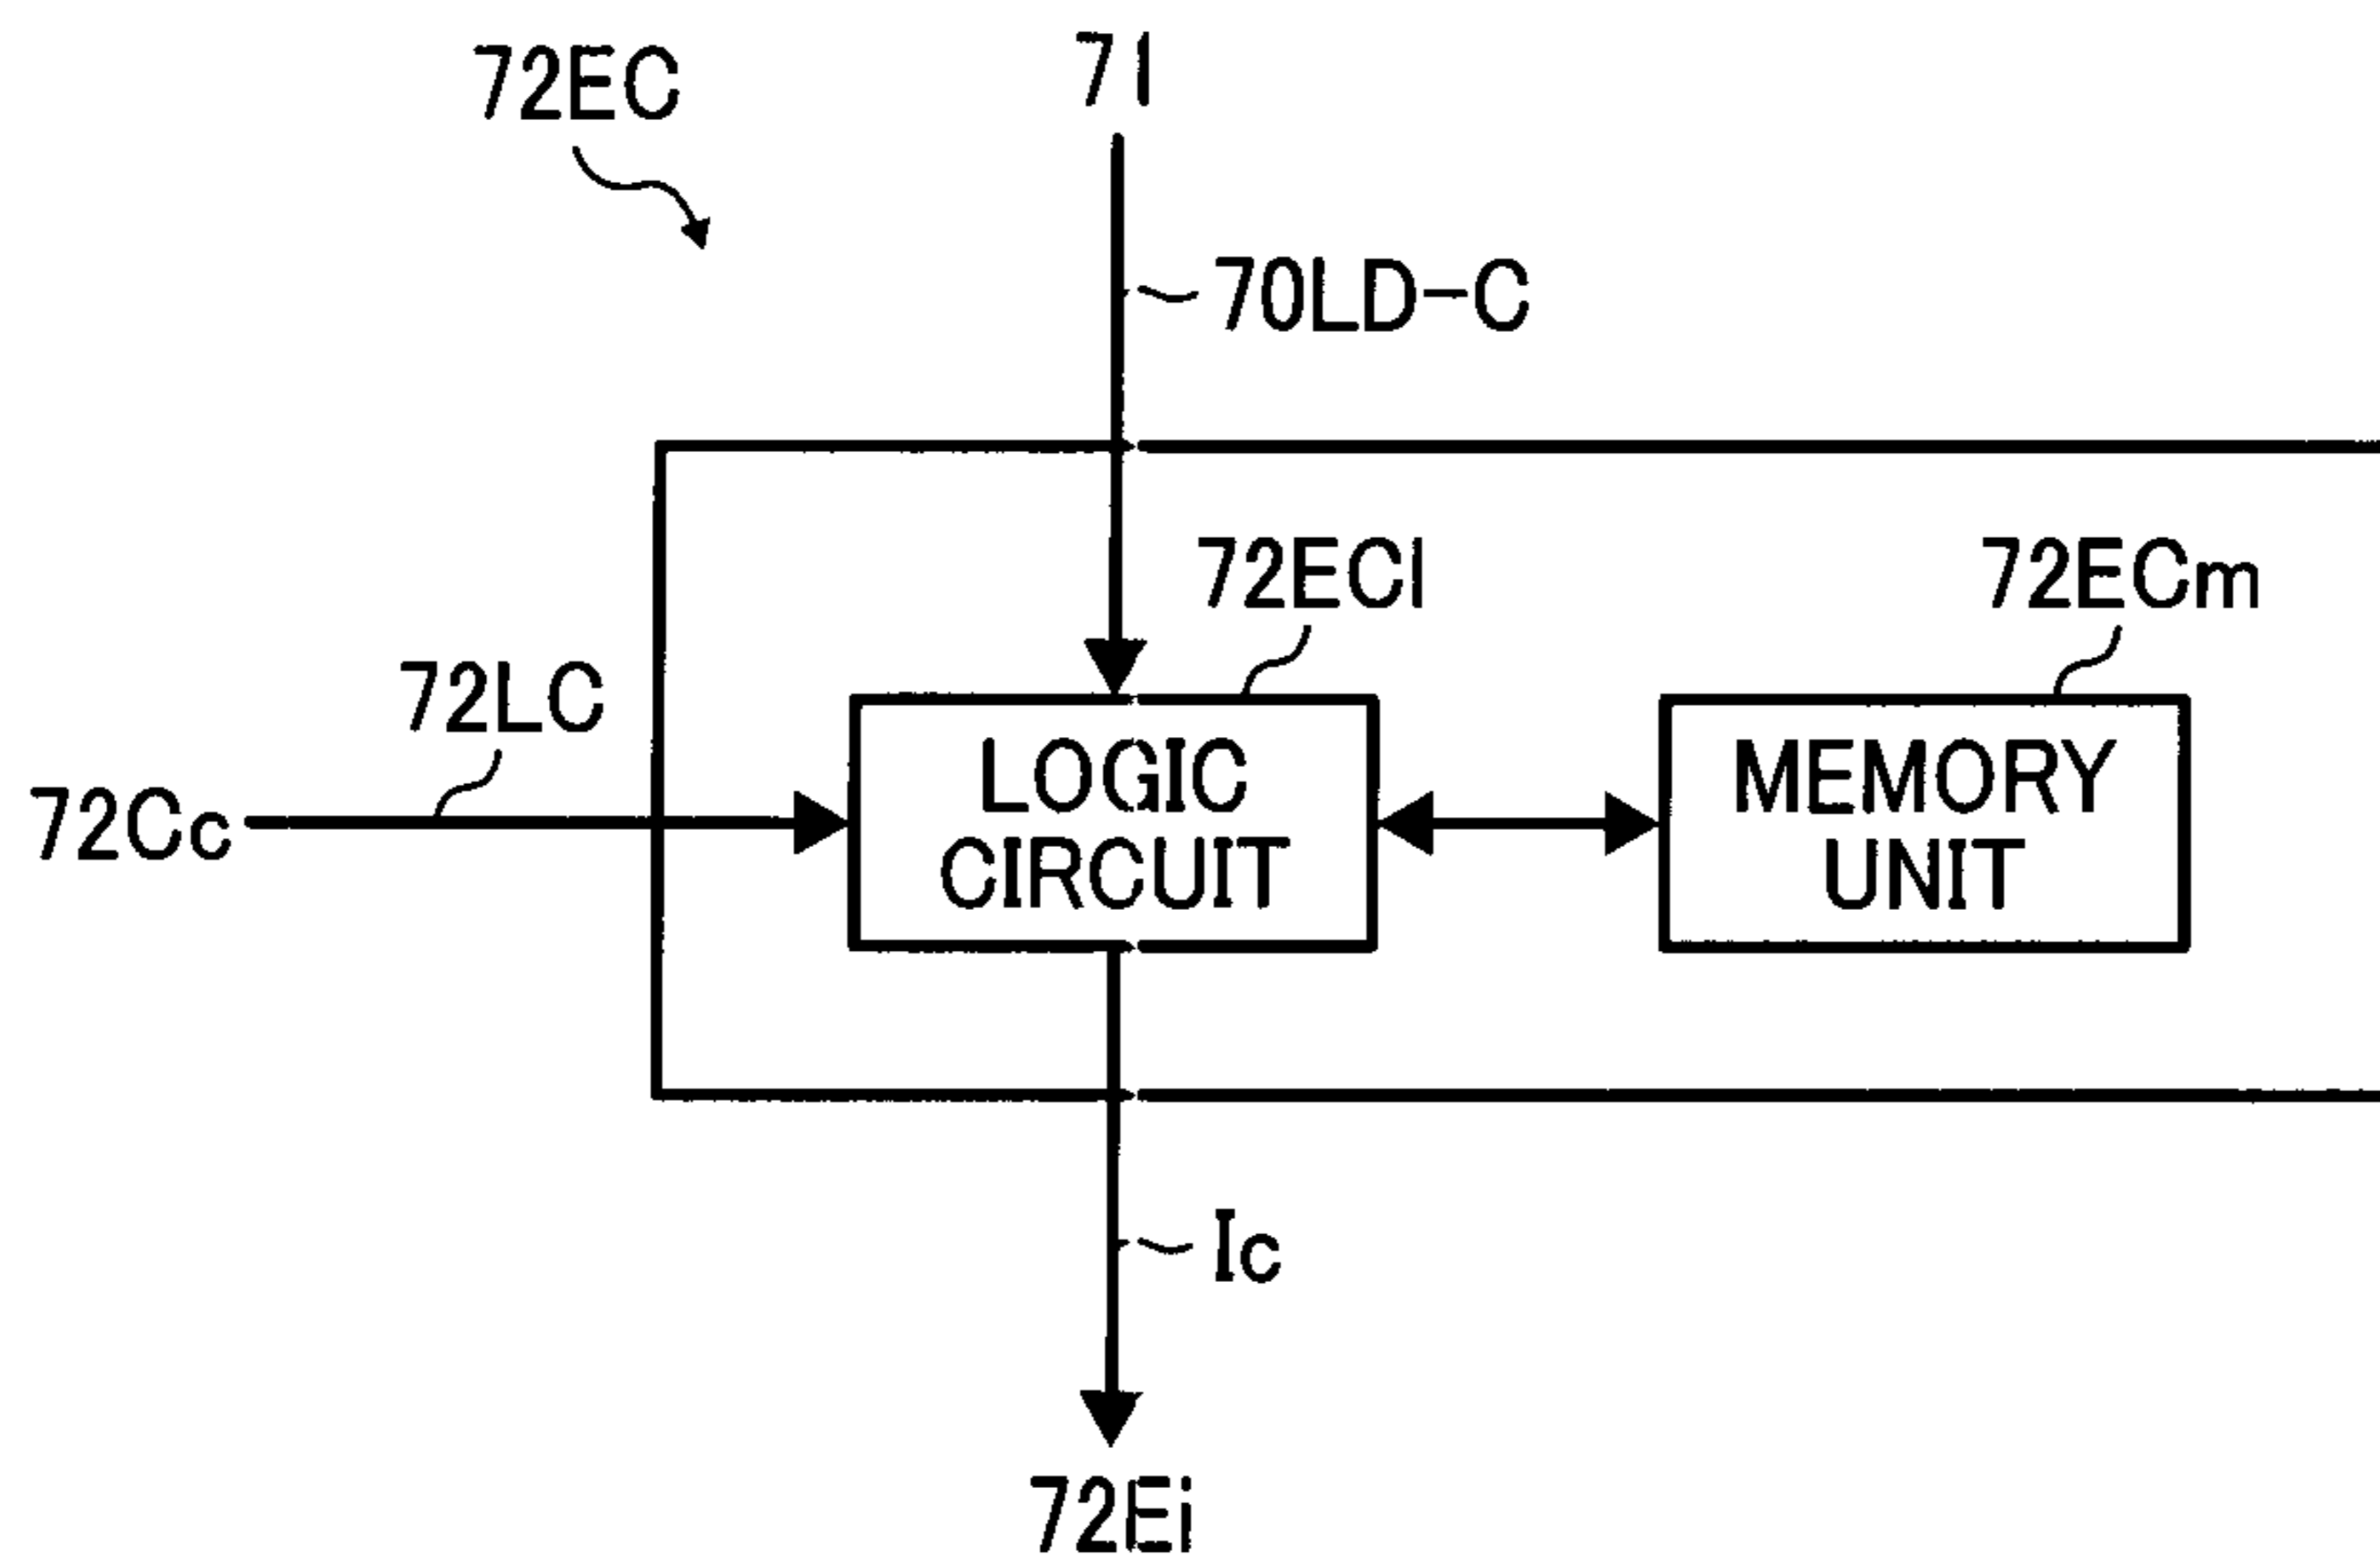 72EC
71
70LD-C
72ECl
72ECm
72LC
72Cc
LOGIC
CIRCUIT
MEMORY
UNIT
Ic
72Ei